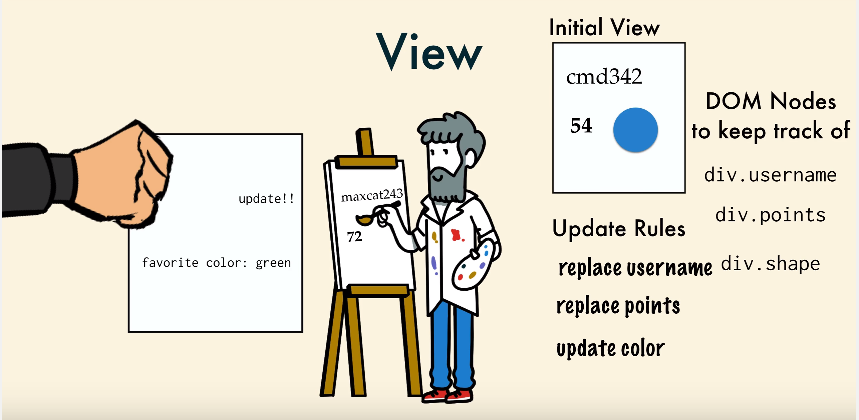 View
update!!
favorite color: green
maxcat243
72
Initial View
cmd342
54
DOM Nodes
to keep track of
div.username
div.points
div.shape
Update Rules
replace username
replace points
update color